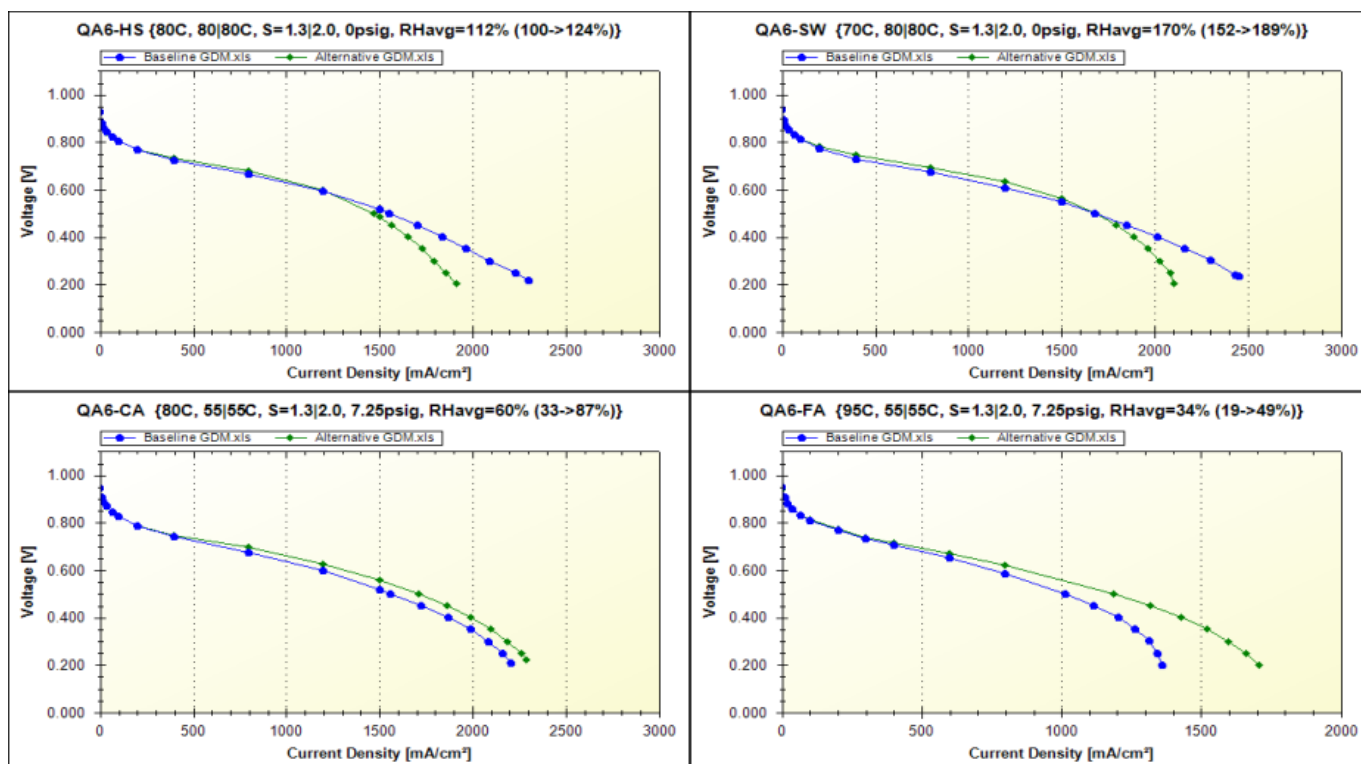 QA6-HS {80C, 80|80C, S=1.3|2.0, 0psig, RHavg=112% (100->124%)}
Baseline GDM.xls Alternative GDM.xls
Voltage [V]
1.000
0.800
0.600
0.400
0.200
0.000
0 500 1000 1500 2000 2500 3000
Current Density [mA/cm²]
QA6-SW {70C, 80|80C, S=1.3|2.0, 0psig, RHavg=170% (152->189%)}
Baseline GDM.xls Alternative GDM.xls
Voltage [V]
1.000
0.800
0.600
0.400
0.200
0.000
500 1000 1500 2000 2500 3000
Current Density [mA/cm²]
QA6-CA {80C, 55|55C, S=1.3|2.0, 7.25psig, RHavg=60% (33->87%)}
Baseline GDM.xls Alternative GDM.xls
Voltage [V]
1.000
0.800
0.600
0.400
0.200
0.000
0 500 1000 1500 2000 2500 3000
Current Density [mA/cm²]
QA6-FA {95C, 55|55C, S=1.3|2.0, 7.25psig, RHavg=34% (19->49%)}
Baseline GDM.xls Alternative GDM.xls
Voltage [V]
1.000
0.800
0.600
0.400
0.200
0.000
0 500 1000 1500 2000
Current Density [mA/cm²]